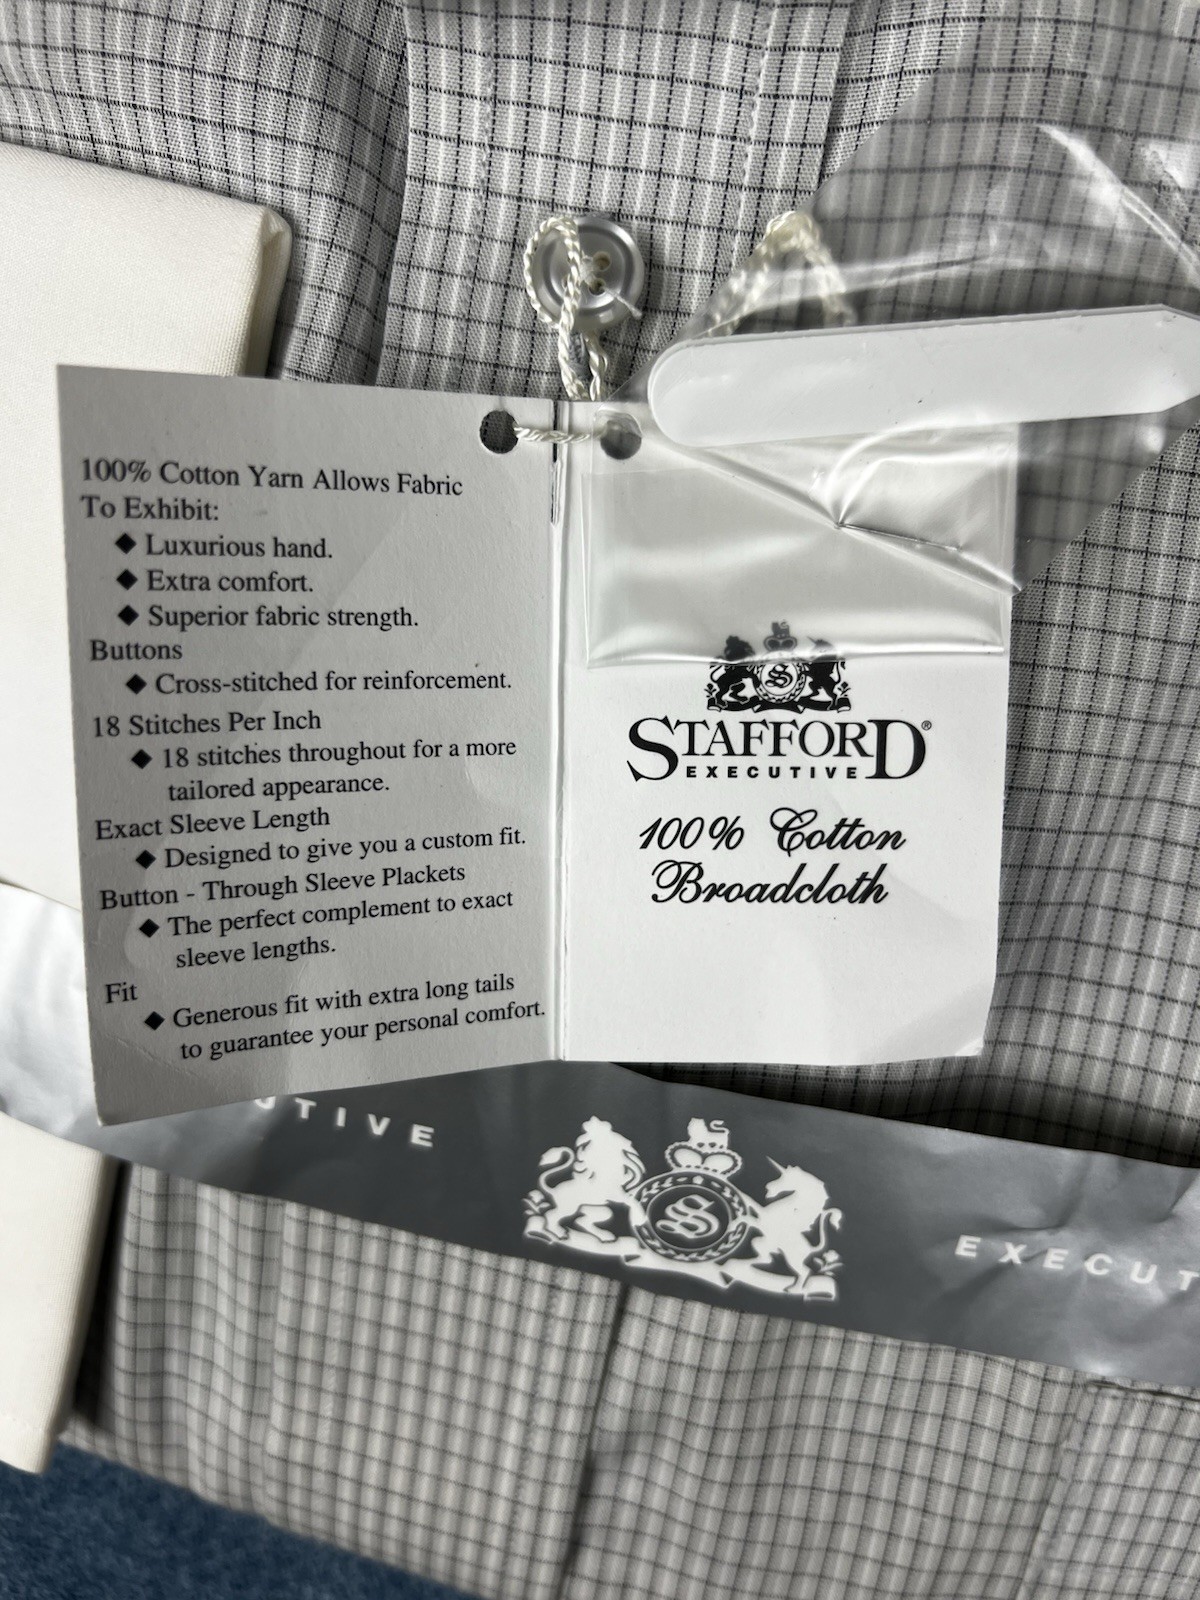 100% Cotton Yarn Allows Fabric
To Exhibit:
◆ Luxurious hand.
◆ Extra comfort.
◆ Superior fabric strength.
Buttons
◆ Cross-stitched for reinforcement.
18 Stitches Per Inch
◆ 18 stitches throughout for a more
tailored appearance.
Exact Sleeve Length
◆ Designed to give you a custom fit.
Button - Through Sleeve Plackets
◆ The perfect complement to exact
sleeve lengths.
Fit
◆ Generous fit with extra long tails
to guarantee your personal comfort.
S
STAFFORD®
EXECUTIVE
100% Cotton
Broadcloth
UTIVE
S
EXECUT